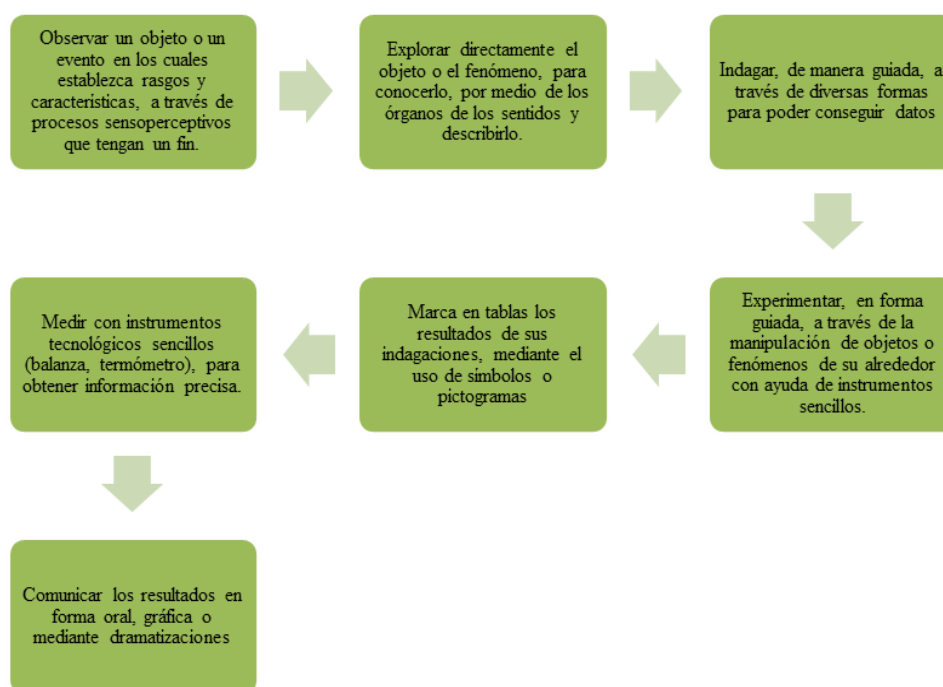 Observar un objeto o un
evento en los cuales
establezca rasgos y
características, a través de
procesos sensoperceptivos
que tengan un fin.
Explorar directamente el
objeto o el fenómeno, para
conocerlo, por medio de los
órganos de los sentidos y
describirlo.
Indagar, de manera guiada, a
través de diversas formas
para poder conseguir datos
Experimentar, en forma
guiada, a través de la
manipulación de objetos o
fenómenos de su alrededor
con ayuda de instrumentos
sencillos.
Marca en tablas los
resultados de sus
indagaciones, mediante el
uso de simbolos o
pictogramas
Medir con instrumentos
tecnológicos sencillos
(balanza, termómetro), para
obtener información precisa.
Comunicar los resultados en
forma oral, gráfica o
mediante dramatizaciones